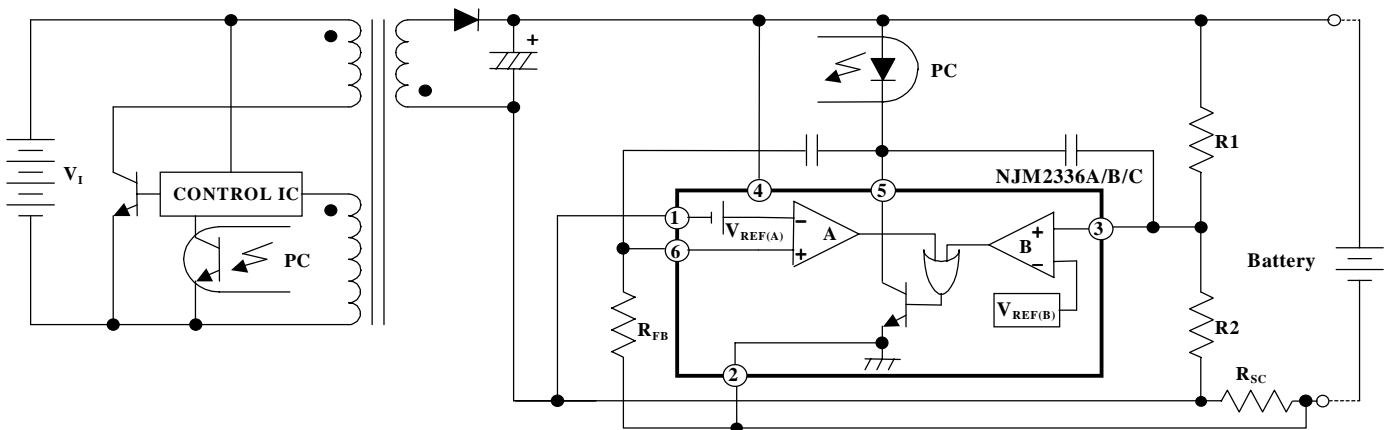 +
PC
R1
V_I
CONTROL IC
NJM2336A/B/C
4
5
1
V_REF(A)
−
A
+
B
3
6
+
−
PC
Battery
V_REF(B)
R_FB
R2
2
R_SC